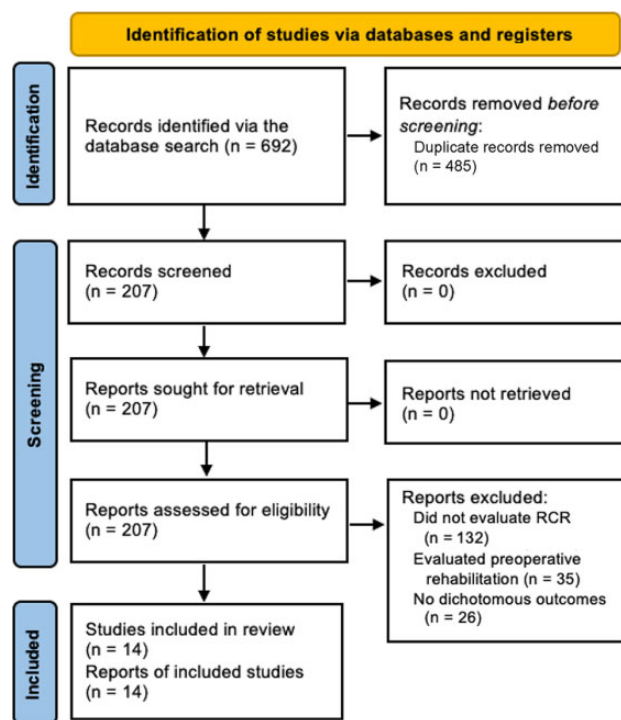 Identification of studies via databases and registers
Identification
Records identified via the
database search (n = 692)
Records removed before
screening:
Duplicate records removed
(n = 485)
Screening
Records screened
(n = 207)
Records excluded
(n = 0)
Reports sought for retrieval
(n = 207)
Reports not retrieved
(n = 0)
Reports assessed for eligibility
(n = 207)
Reports excluded:
Did not evaluate RCR
(n = 132)
Evaluated preoperative
rehabilitation (n = 35)
No dichotomous outcomes
(n = 26)
Included
Studies included in review
(n = 14)
Reports of included studies
(n = 14)